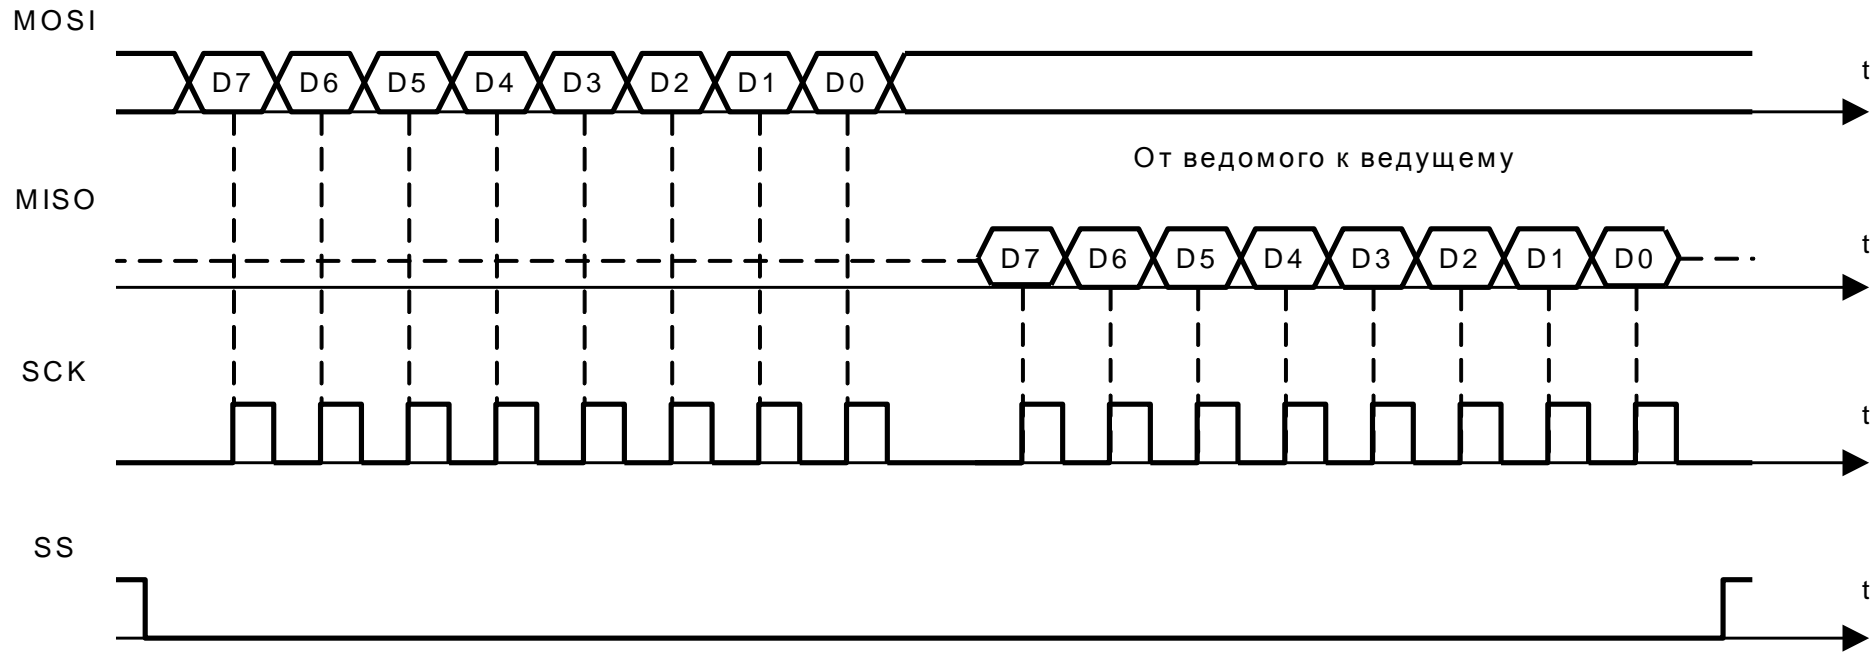 MOSI
D7 D6 D5 D4 D3 D2 D1 D0
t
От ведомого к ведущему
MISO
D7 D6 D5 D4 D3 D2 D1 D0
t
SCK
t
SS
t